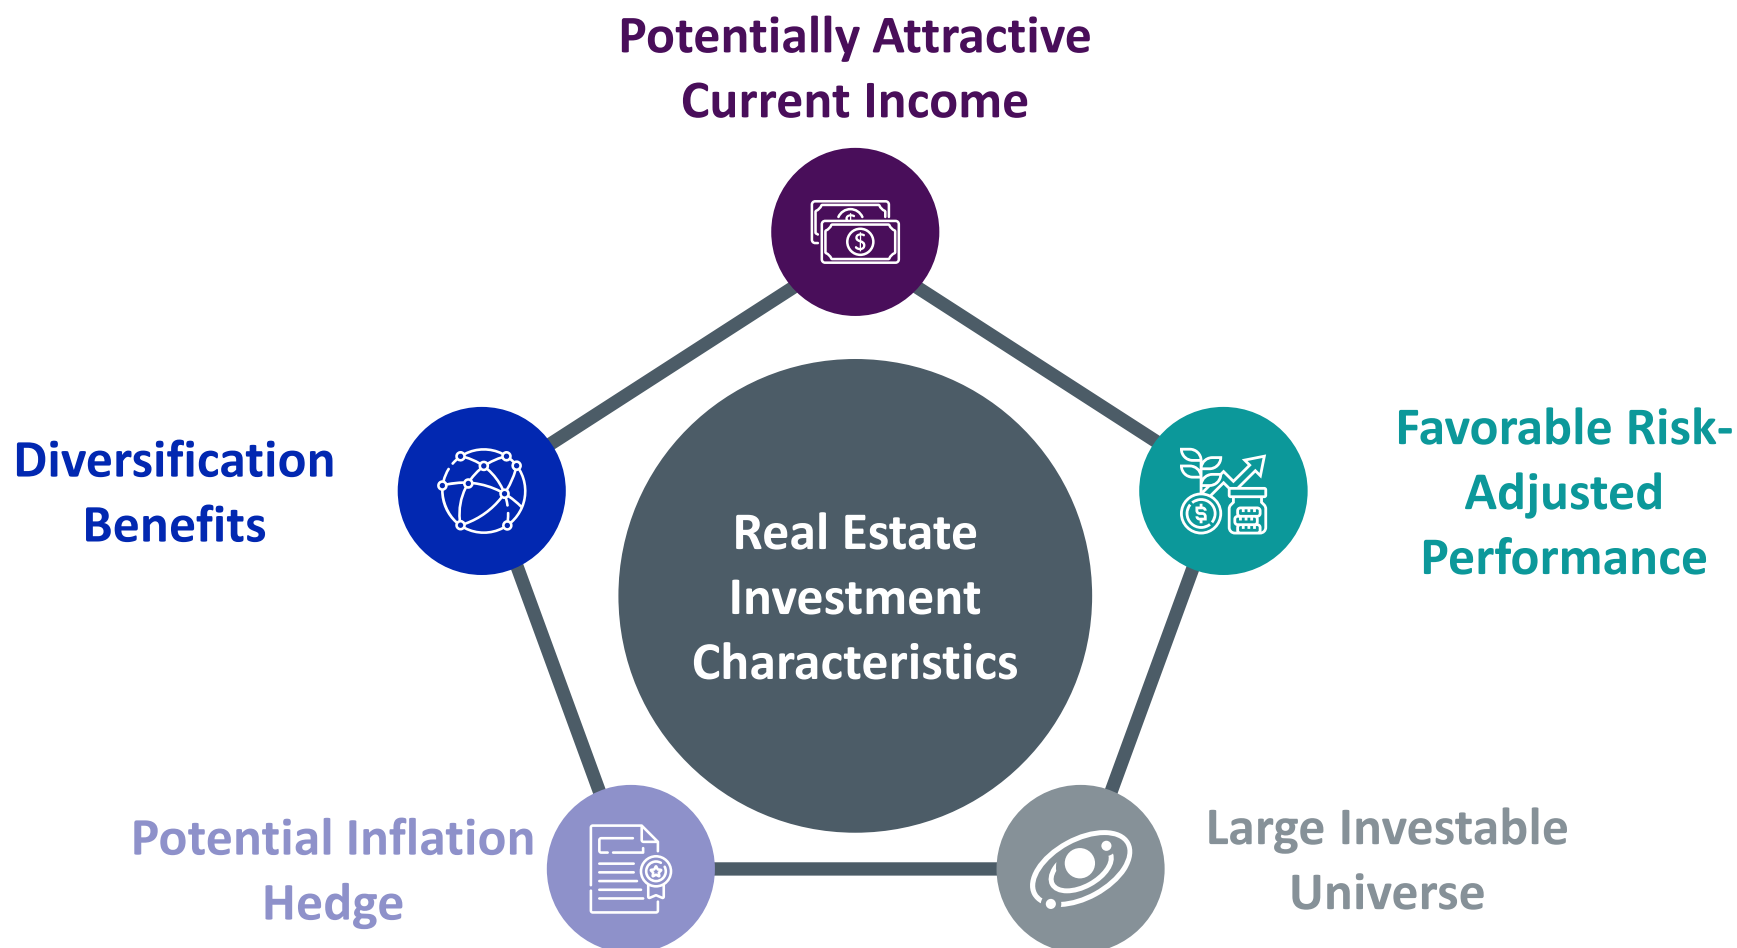 Potentially Attractive
Current Income
Diversification
Benefits
Favorable Risk-
Adjusted
Performance
Real Estate
Investment
Characteristics
Potential Inflation
Hedge
Large Investable
Universe